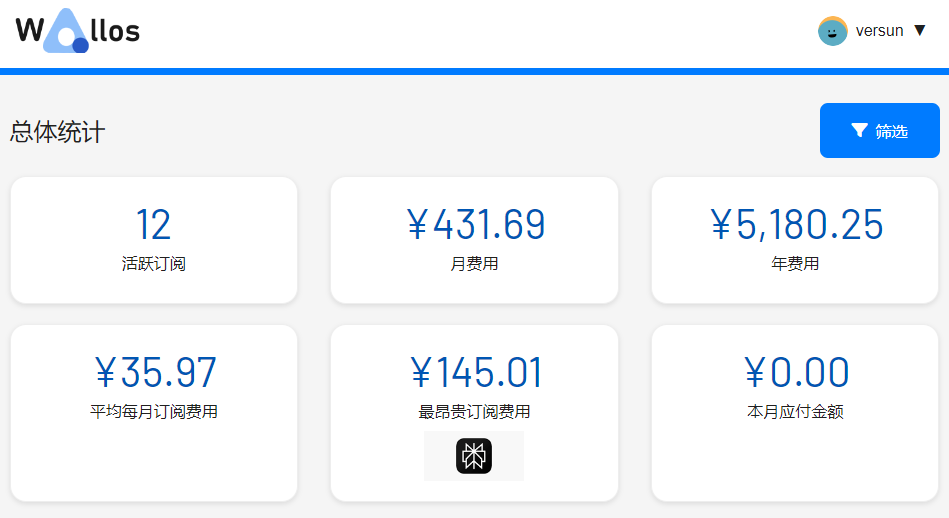 Wallos
versun ▼
总体统计
筛选
12
活跃订阅
¥431.69
月费用
¥5,180.25
年费用
¥35.97
平均每月订阅费用
¥145.01
最昂贵订阅费用
¥0.00
本月应付金额